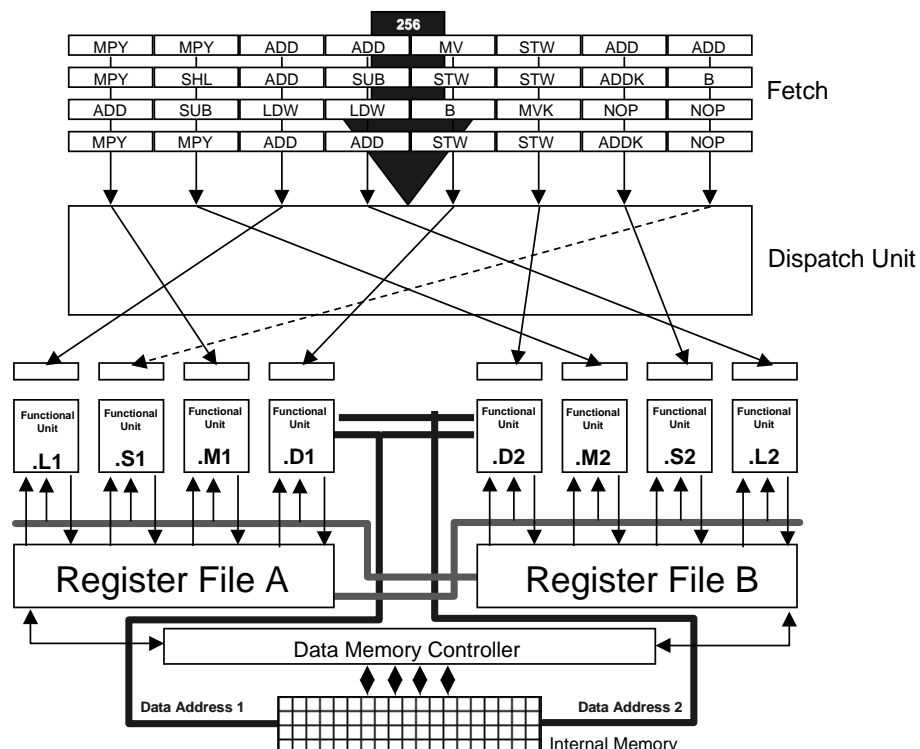 256
MPY MPY ADD ADD MV STW ADD ADD
MPY SHL ADD SUB STW STW ADDK B
Fetch
ADD SUB LDW LDW B MVK NOP NOP
MPY MPY ADD ADD STW STW ADDK NOP
Dispatch Unit
Functional Unit .L1
Functional Unit .S1
Functional Unit .M1
Functional Unit .D1
Functional Unit .D2
Functional Unit .M2
Functional Unit .S2
Functional Unit .L2
Register File A
Register File B
Data Memory Controller
Data Address 1
Data Address 2
Internal Memory